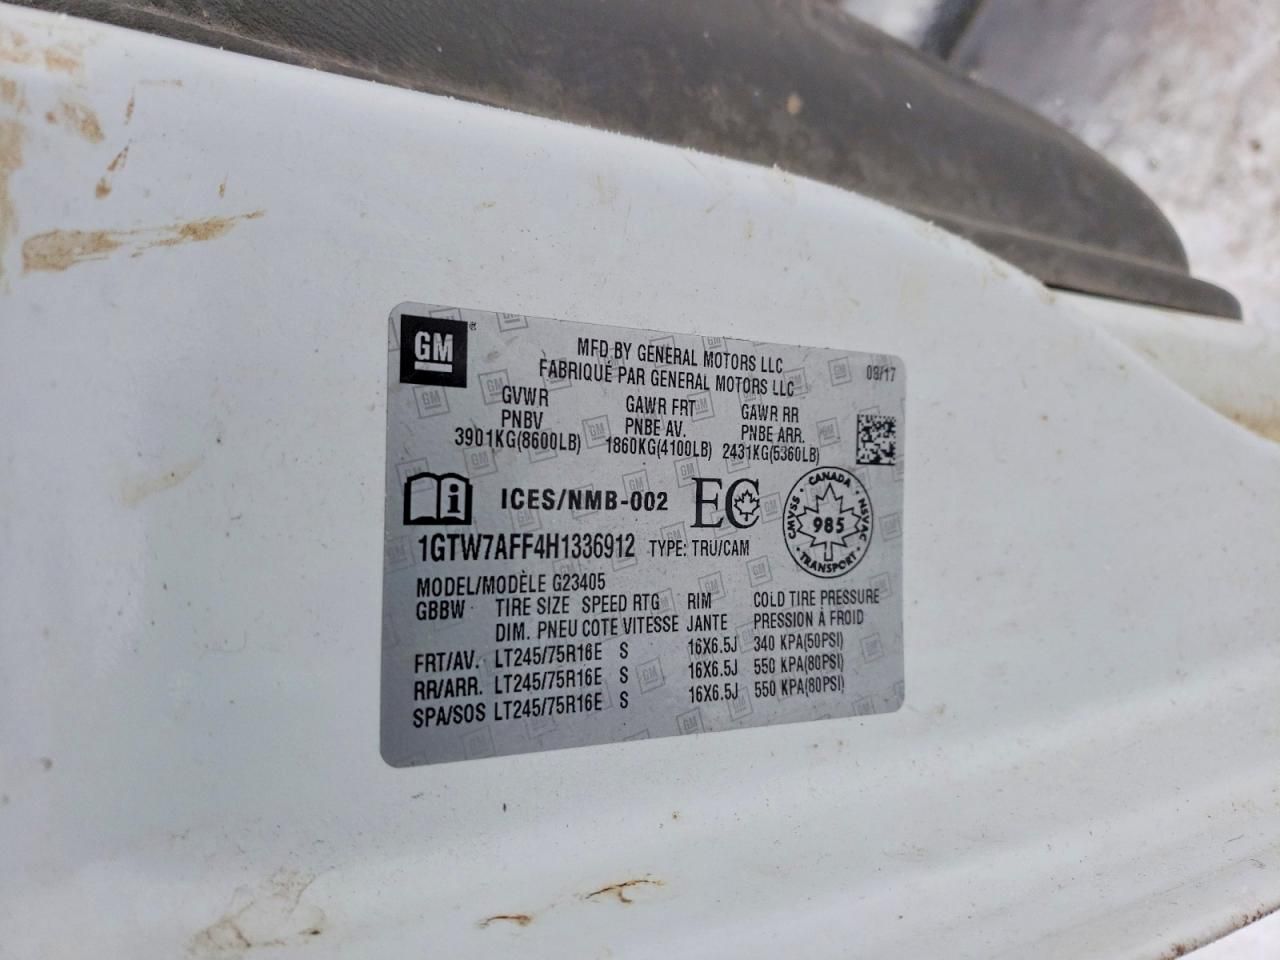 GM ®
MFD BY GENERAL MOTORS LLC
FABRIQUÉ PAR GENERAL MOTORS LLC
09/17
GVWR GAWR FRT GAWR RR
PNBV PNBE AV. PNBE ARR.
3901KG(8600LB) 1860KG(4100LB) 2431KG(5360LB)
i ICES/NMB-002 EC
CANADA CMVSS NSVAC 985 TRANSPORT
1GTW7AFF4H1336912 TYPE: TRU/CAM
MODEL/MODÈLE G23405
GBBW TIRE SIZE SPEED RTG RIM COLD TIRE PRESSURE
DIM. PNEU COTE VITESSE JANTE PRESSION À FROID
FRT/AV. LT245/75R16E S 16X6.5J 340 KPA(50PSI)
RR/ARR. LT245/75R16E S 16X6.5J 550 KPA(80PSI)
SPA/SOS LT245/75R16E S 16X6.5J 550 KPA(80PSI)